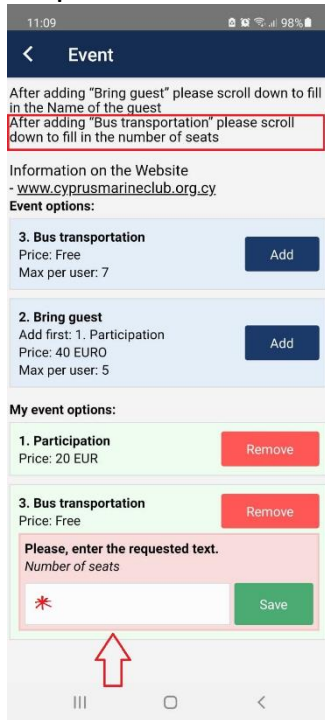 11:09
98%
Event
After adding "Bring guest" please scroll down to fill
in the Name of the guest
After adding "Bus transportation" please scroll
down to fill in the number of seats
Information on the Website
- www.cyprusmarineclub.org.cy
Event options:
3. Bus transportation
Price: Free
Max per user: 7
Add
2. Bring guest
Add first: 1. Participation
Price: 40 EURO
Max per user: 5
Add
My event options:
1. Participation
Price: 20 EUR
Remove
3. Bus transportation
Price: Free
Remove
Please, enter the requested text.
Number of seats
*
Save